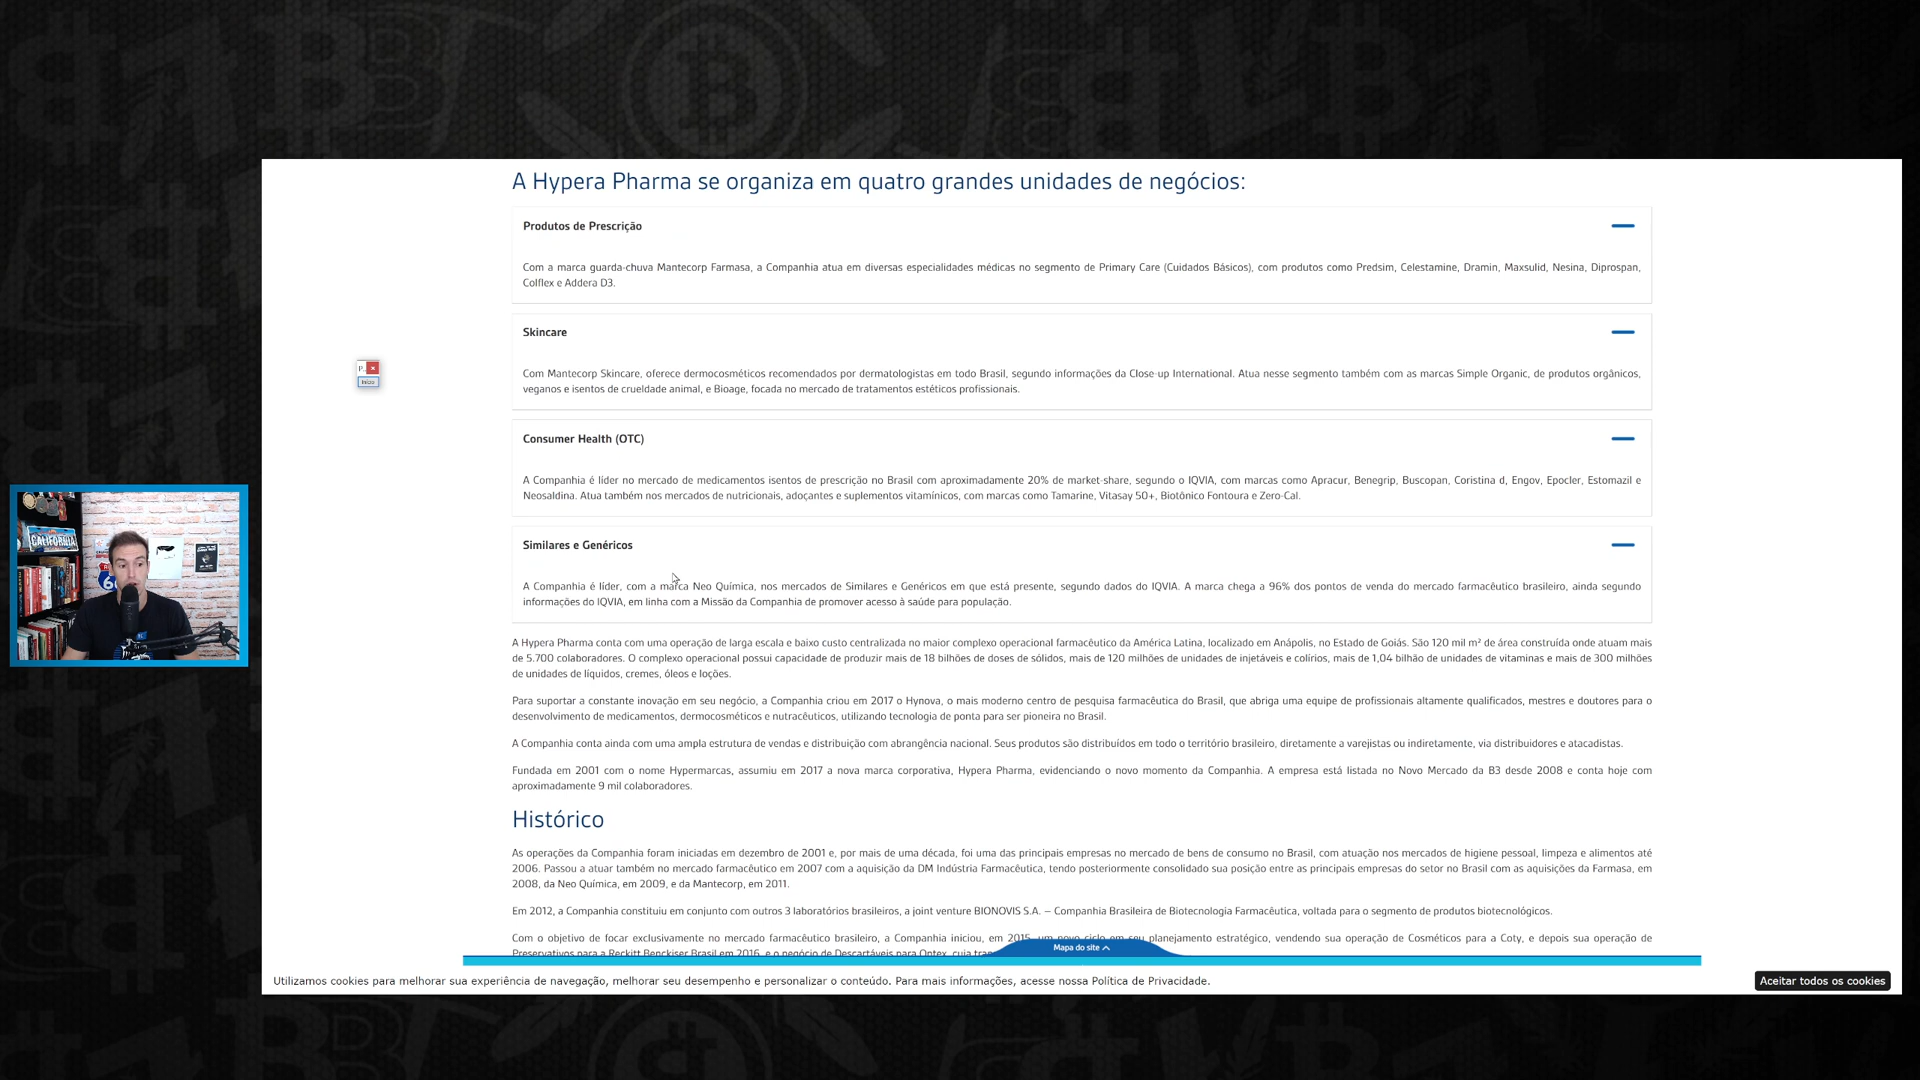 A Hypera Pharma se organiza em quatro grandes unidades de negócios:
Produtos de Prescrição
Com a marca guarda-chuva Mantecorp Farmasa, a Companhia atua em diversas especialidades médicas no segmento de Primary Care (Cuidados Básicos), com produtos como Predsim, Celestamine, Dramin, Maxsulid, Nesina, Diprospan,
Colflex e Addera D3.
Skincare
Com Mantecorp Skincare, oferece dermocosméticos recomendados por dermatologistas em todo Brasil, segundo informações da Close-up International. Atua nesse segmento também com as marcas Simple Organic, de produtos orgânicos,
veganos e isentos de crueldade animal, e Bioage, focada no mercado de tratamentos estéticos profissionais.
P..
Início
Consumer Health (OTC)
A Companhia é líder no mercado de medicamentos isentos de prescrição no Brasil com aproximadamente 20% de market-share, segundo o IQVIA, com marcas como Apracur, Benegrip, Buscopan, Coristina d, Engov, Epocler, Estomazil e
Neosaldina. Atua também nos mercados de nutricionais, adoçantes e suplementos vitamínicos, com marcas como Tamarine, Vitasay 50+, Biotônico Fontoura e Zero-Cal.
CALIFORNIA
Similares e Genéricos
A Companhia é líder, com a marca Neo Química, nos mercados de Similares e Genéricos em que está presente, segundo dados do IQVIA. A marca chega a 96% dos pontos de venda do mercado farmacêutico brasileiro, ainda segundo
informações do IQVIA, em linha com a Missão da Companhia de promover acesso à saúde para população.
A Hypera Pharma conta com uma operação de larga escala e baixo custo centralizada no maior complexo operacional farmacêutico da América Latina, localizado em Anápolis, no Estado de Goiás. São 120 mil m² de área construída onde atuam mais
de 5.700 colaboradores. O complexo operacional possui capacidade de produzir mais de 18 bilhões de doses de sólidos, mais de 120 milhões de unidades de injetáveis e colírios, mais de 1,04 bilhão de unidades de vitaminas e mais de 300 milhões
de unidades de líquidos, cremes, óleos e loções.
Para suportar a constante inovação em seu negócio, a Companhia criou em 2017 o Hynova, o mais moderno centro de pesquisa farmacêutica do Brasil, que abriga uma equipe de profissionais altamente qualificados, mestres e doutores para o
desenvolvimento de medicamentos, dermocosméticos e nutracêuticos, utilizando tecnologia de ponta para ser pioneira no Brasil.
A Companhia conta ainda com uma ampla estrutura de vendas e distribuição com abrangência nacional. Seus produtos são distribuídos em todo o território brasileiro, diretamente a varejistas ou indiretamente, via distribuidores e atacadistas.
Fundada em 2001 com o nome Hypermarcas, assumiu em 2017 a nova marca corporativa, Hypera Pharma, evidenciando o novo momento da Companhia. A empresa está listada no Novo Mercado da B3 desde 2008 e conta hoje com
aproximadamente 9 mil colaboradores.
Histórico
As operações da Companhia foram iniciadas em dezembro de 2001 e, por mais de uma década, foi uma das principais empresas no mercado de bens de consumo no Brasil, com atuação nos mercados de higiene pessoal, limpeza e alimentos até
2006. Passou a atuar também no mercado farmacêutico em 2007 com a aquisição da DM Indústria Farmacêutica, tendo posteriormente consolidado sua posição entre as principais empresas do setor no Brasil com as aquisições da Farmasa, em
2008, da Neo Química, em 2009, e da Mantecorp, em 2011.
Em 2012, a Companhia constituiu em conjunto com outros 3 laboratórios brasileiros, a joint venture BIONOVIS S.A. – Companhia Brasileira de Biotecnologia Farmacêutica, voltada para o segmento de produtos biotecnológicos.
Com o objetivo de focar exclusivamente no mercado farmacêutico brasileiro, a Companhia iniciou, em 2015, um novo ciclo em seu planejamento estratégico, vendendo sua operação de Cosméticos para a Coty, e depois sua operação de
Preservativos para a Reckitt Benckiser Brasil em 2016, e o negócio de Descartáveis para Ontex, cuja
Mapa do site
Utilizamos cookies para melhorar sua experiência de navegação, melhorar seu desempenho e personalizar o conteúdo. Para mais informações, acesse nossa Política de Privacidade.
Aceitar todos os cookies